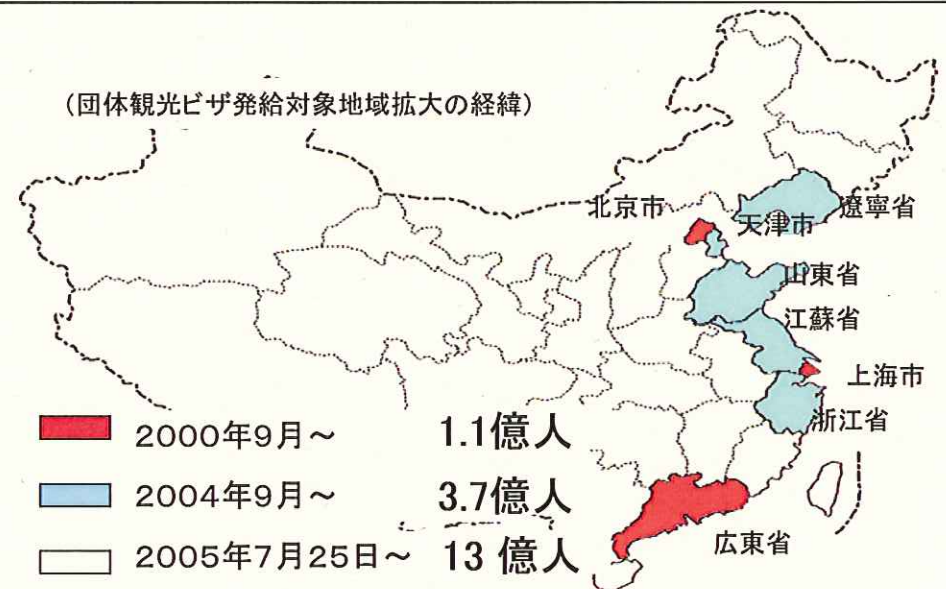 （団体観光ビザ発給対象地域拡大の経緯）
北京市
天津市
遼寧省
山東省
江蘇省
上海市
浙江省
広東省
2000年9月～ 1.1億人
2004年9月～ 3.7億人
2005年7月25日～ 13 億人